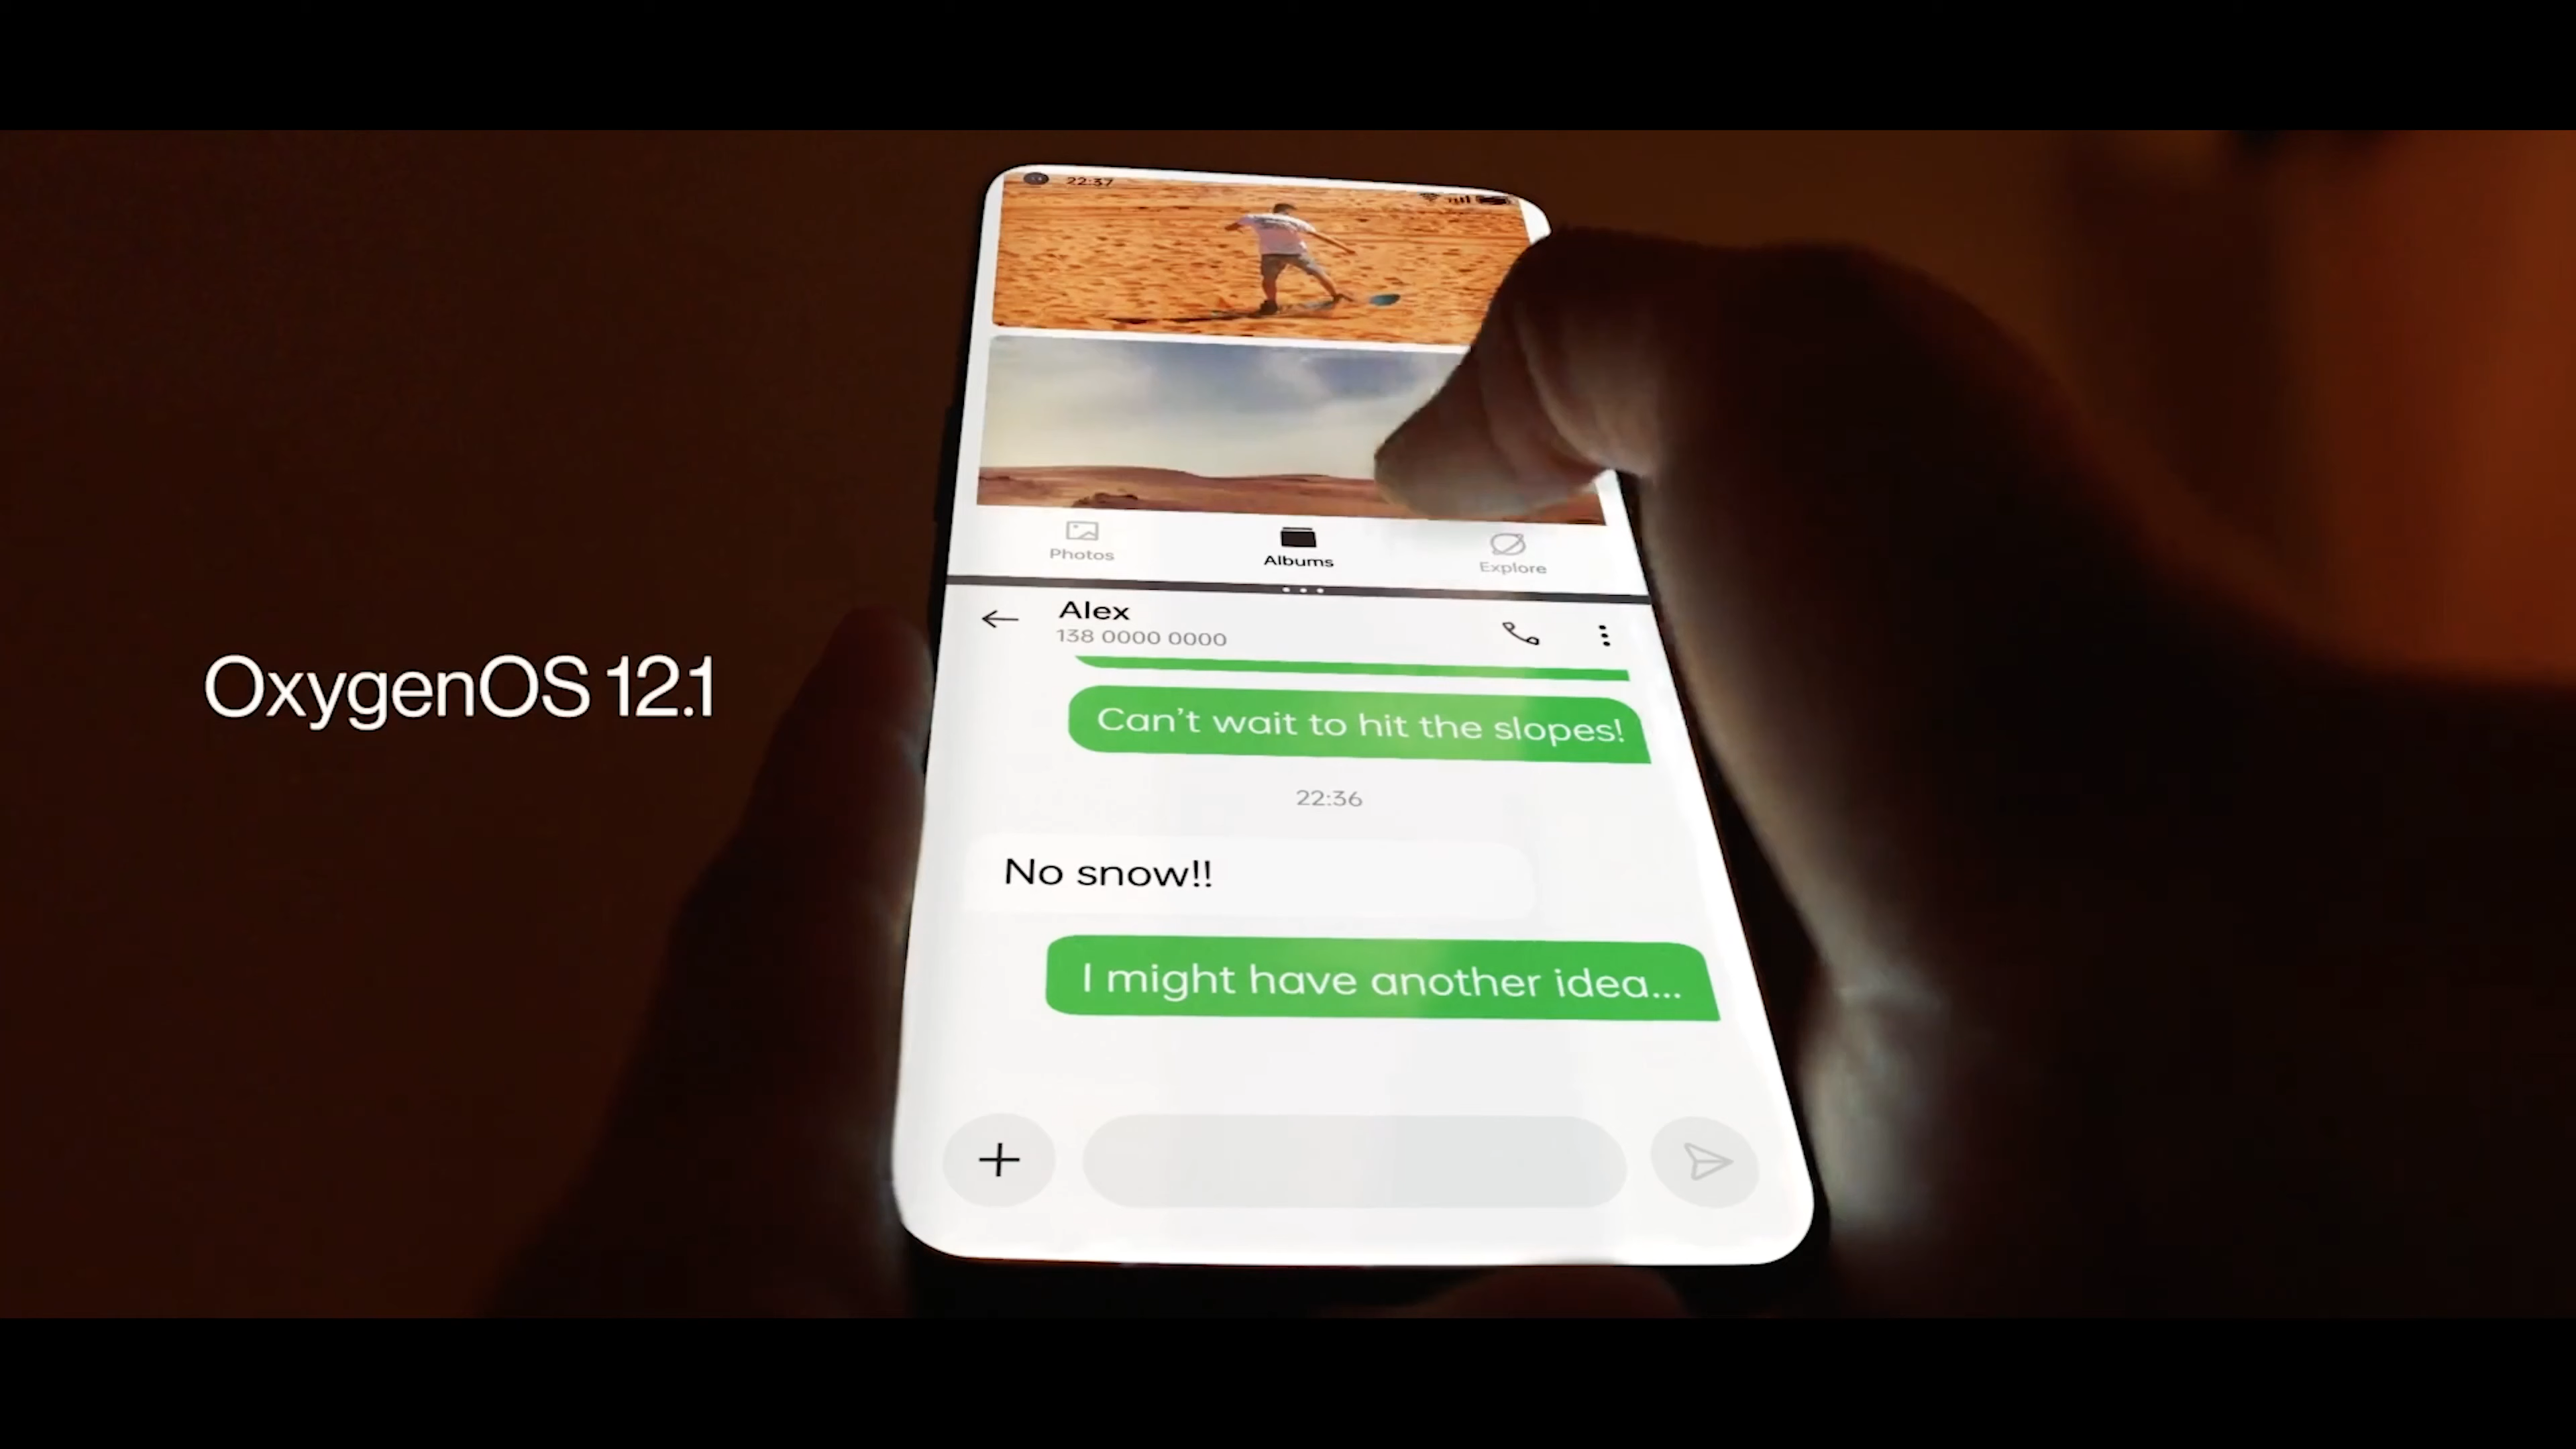 22:37
Photos
Albums
Explore
Alex
138 0000 0000
OxygenOS 12.1
Can't wait to hit the slopes!
22:36
No snow!!
I might have another idea...